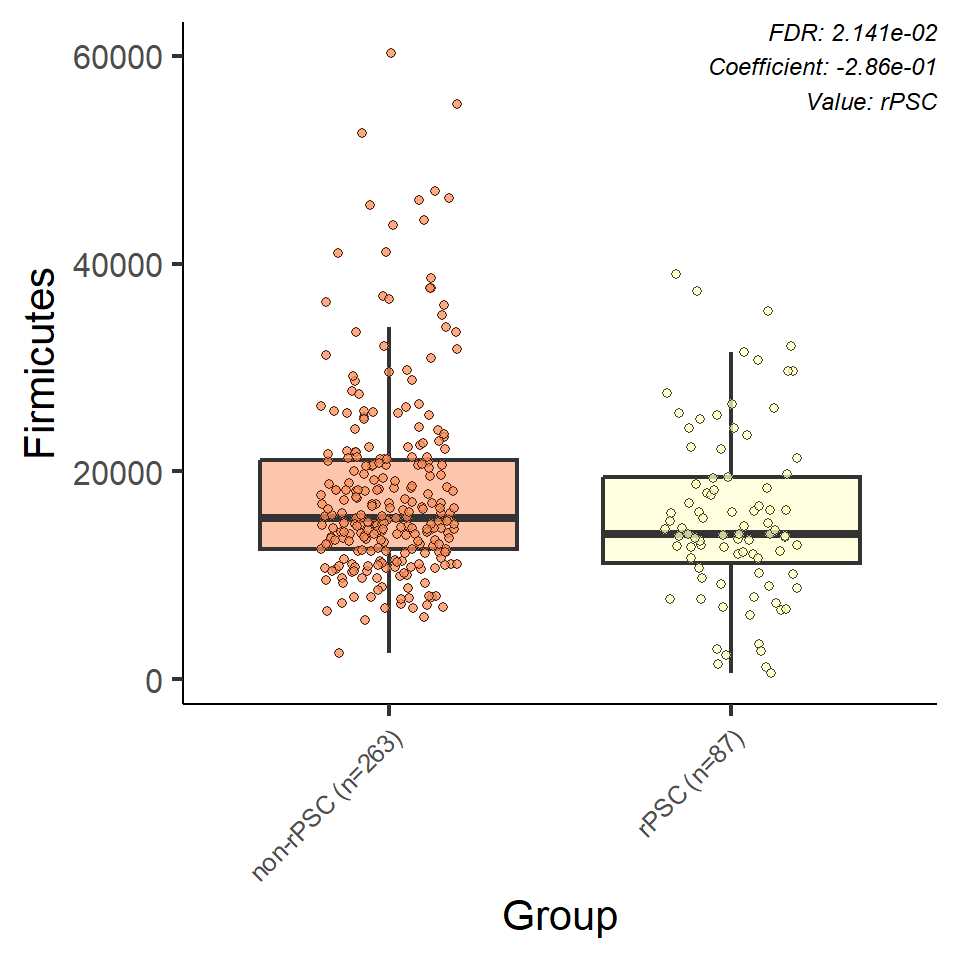 FDR: 2.141e-02
Coefficient: -2.86e-01
Value: rPSC
60000
40000
20000
0
Firmicutes
non-rPSC (n=263)
rPSC (n=87)
Group